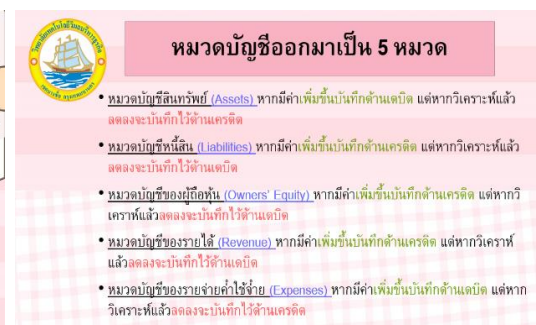 หมวดบัญชีออกมาเป็น 5 หมวด
• หมวดบัญชีสินทรัพย์ (Assets) หากมีค่าเพิ่มขึ้นบันทึกด้านเดบิต แต่หากวิเคราะห์แล้ว
ลดลงจะบันทึกไว้ด้านเครดิต
• หมวดบัญชีหนี้สิน (Liabilities) หากมีค่าเพิ่มขึ้นบันทึกด้านเครดิต แต่หากวิเคราะห์แล้ว
ลดลงจะบันทึกไว้ด้านเดบิต
• หมวดบัญชีของผู้ถือหุ้น (Owners' Equity) หากมีค่าเพิ่มขึ้นบันทึกด้านเครดิต แต่หากวิ
เคราห์แล้วลดลงจะบันทึกไว้ด้านเดบิต
• หมวดบัญชีของรายได้ (Revenue) หากมีค่าเพิ่มขึ้นบันทึกด้านเครดิต แต่หากวิเคราห์
แล้วลดลงจะบันทึกไว้ด้านเดบิต
• หมวดบัญชีของรายจ่ายค่ำใช้จ่าย (Expenses) หากมีค่าเพิ่มขึ้นบันทึกด้านเดบิต แต่หาก
วิเคราะห์แล้วลดลงจะบันทึกไว้ด้านเครดิต